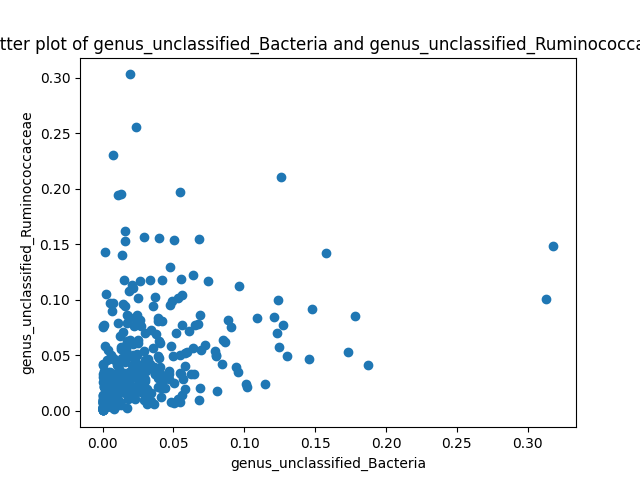 tter plot of genus_unclassified_Bacteria and genus_unclassified_Ruminococca
0.30
0.25
0.20
0.15
0.10
0.05
0.00
genus_unclassified_Ruminococcaceae
0.00 0.05 0.10 0.15 0.20 0.25 0.30
genus_unclassified_Bacteria